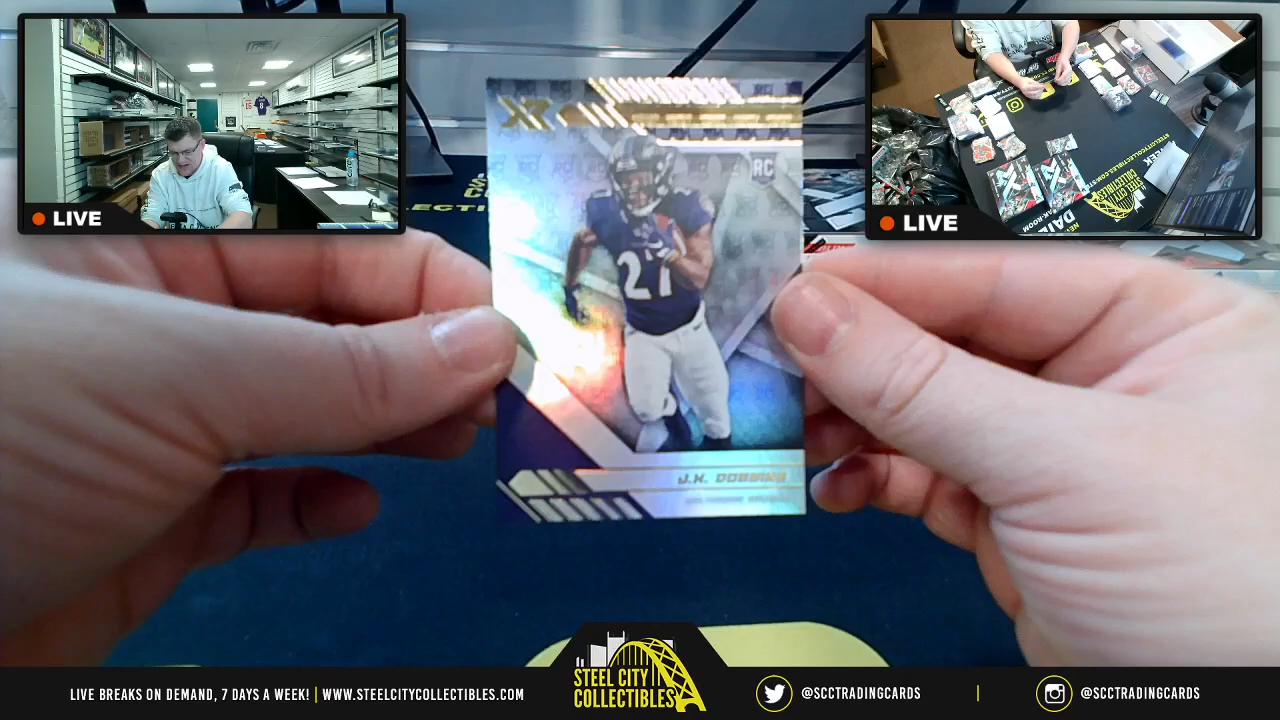 LIVE
LIVE
XR
RC
27
J.K. DOBBINS
STEEL CITY
COLLECTIBLES
LIVE BREAKS ON DEMAND, 7 DAYS A WEEK! | WWW.STEELCITYCOLLECTIBLES.COM
@SCCTRADINGCARDS
@SCCTRADINGCARDS